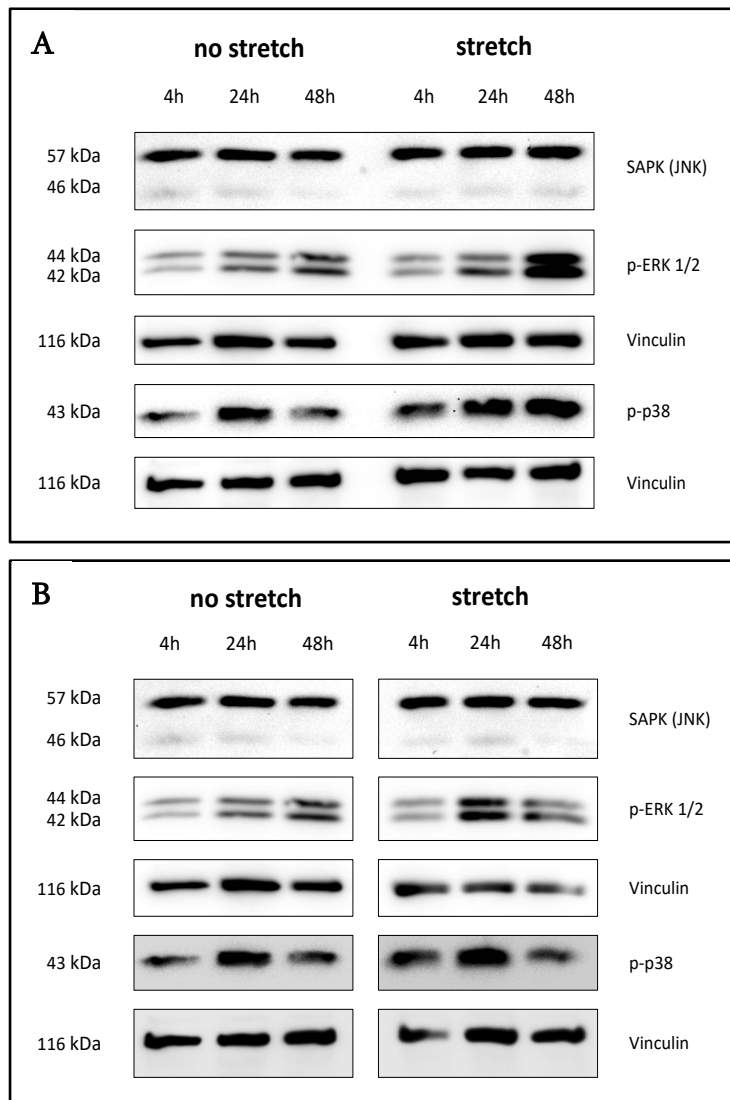 A
no stretch stretch
4h 24h 48h 4h 24h 48h
57 kDa
46 kDa
SAPK (JNK)
44 kDa
42 kDa
p-ERK 1/2
116 kDa Vinculin
43 kDa p-p38
116 kDa Vinculin
B
no stretch stretch
4h 24h 48h 4h 24h 48h
57 kDa
46 kDa
SAPK (JNK)
44 kDa
42 kDa
p-ERK 1/2
116 kDa Vinculin
43 kDa p-p38
116 kDa Vinculin